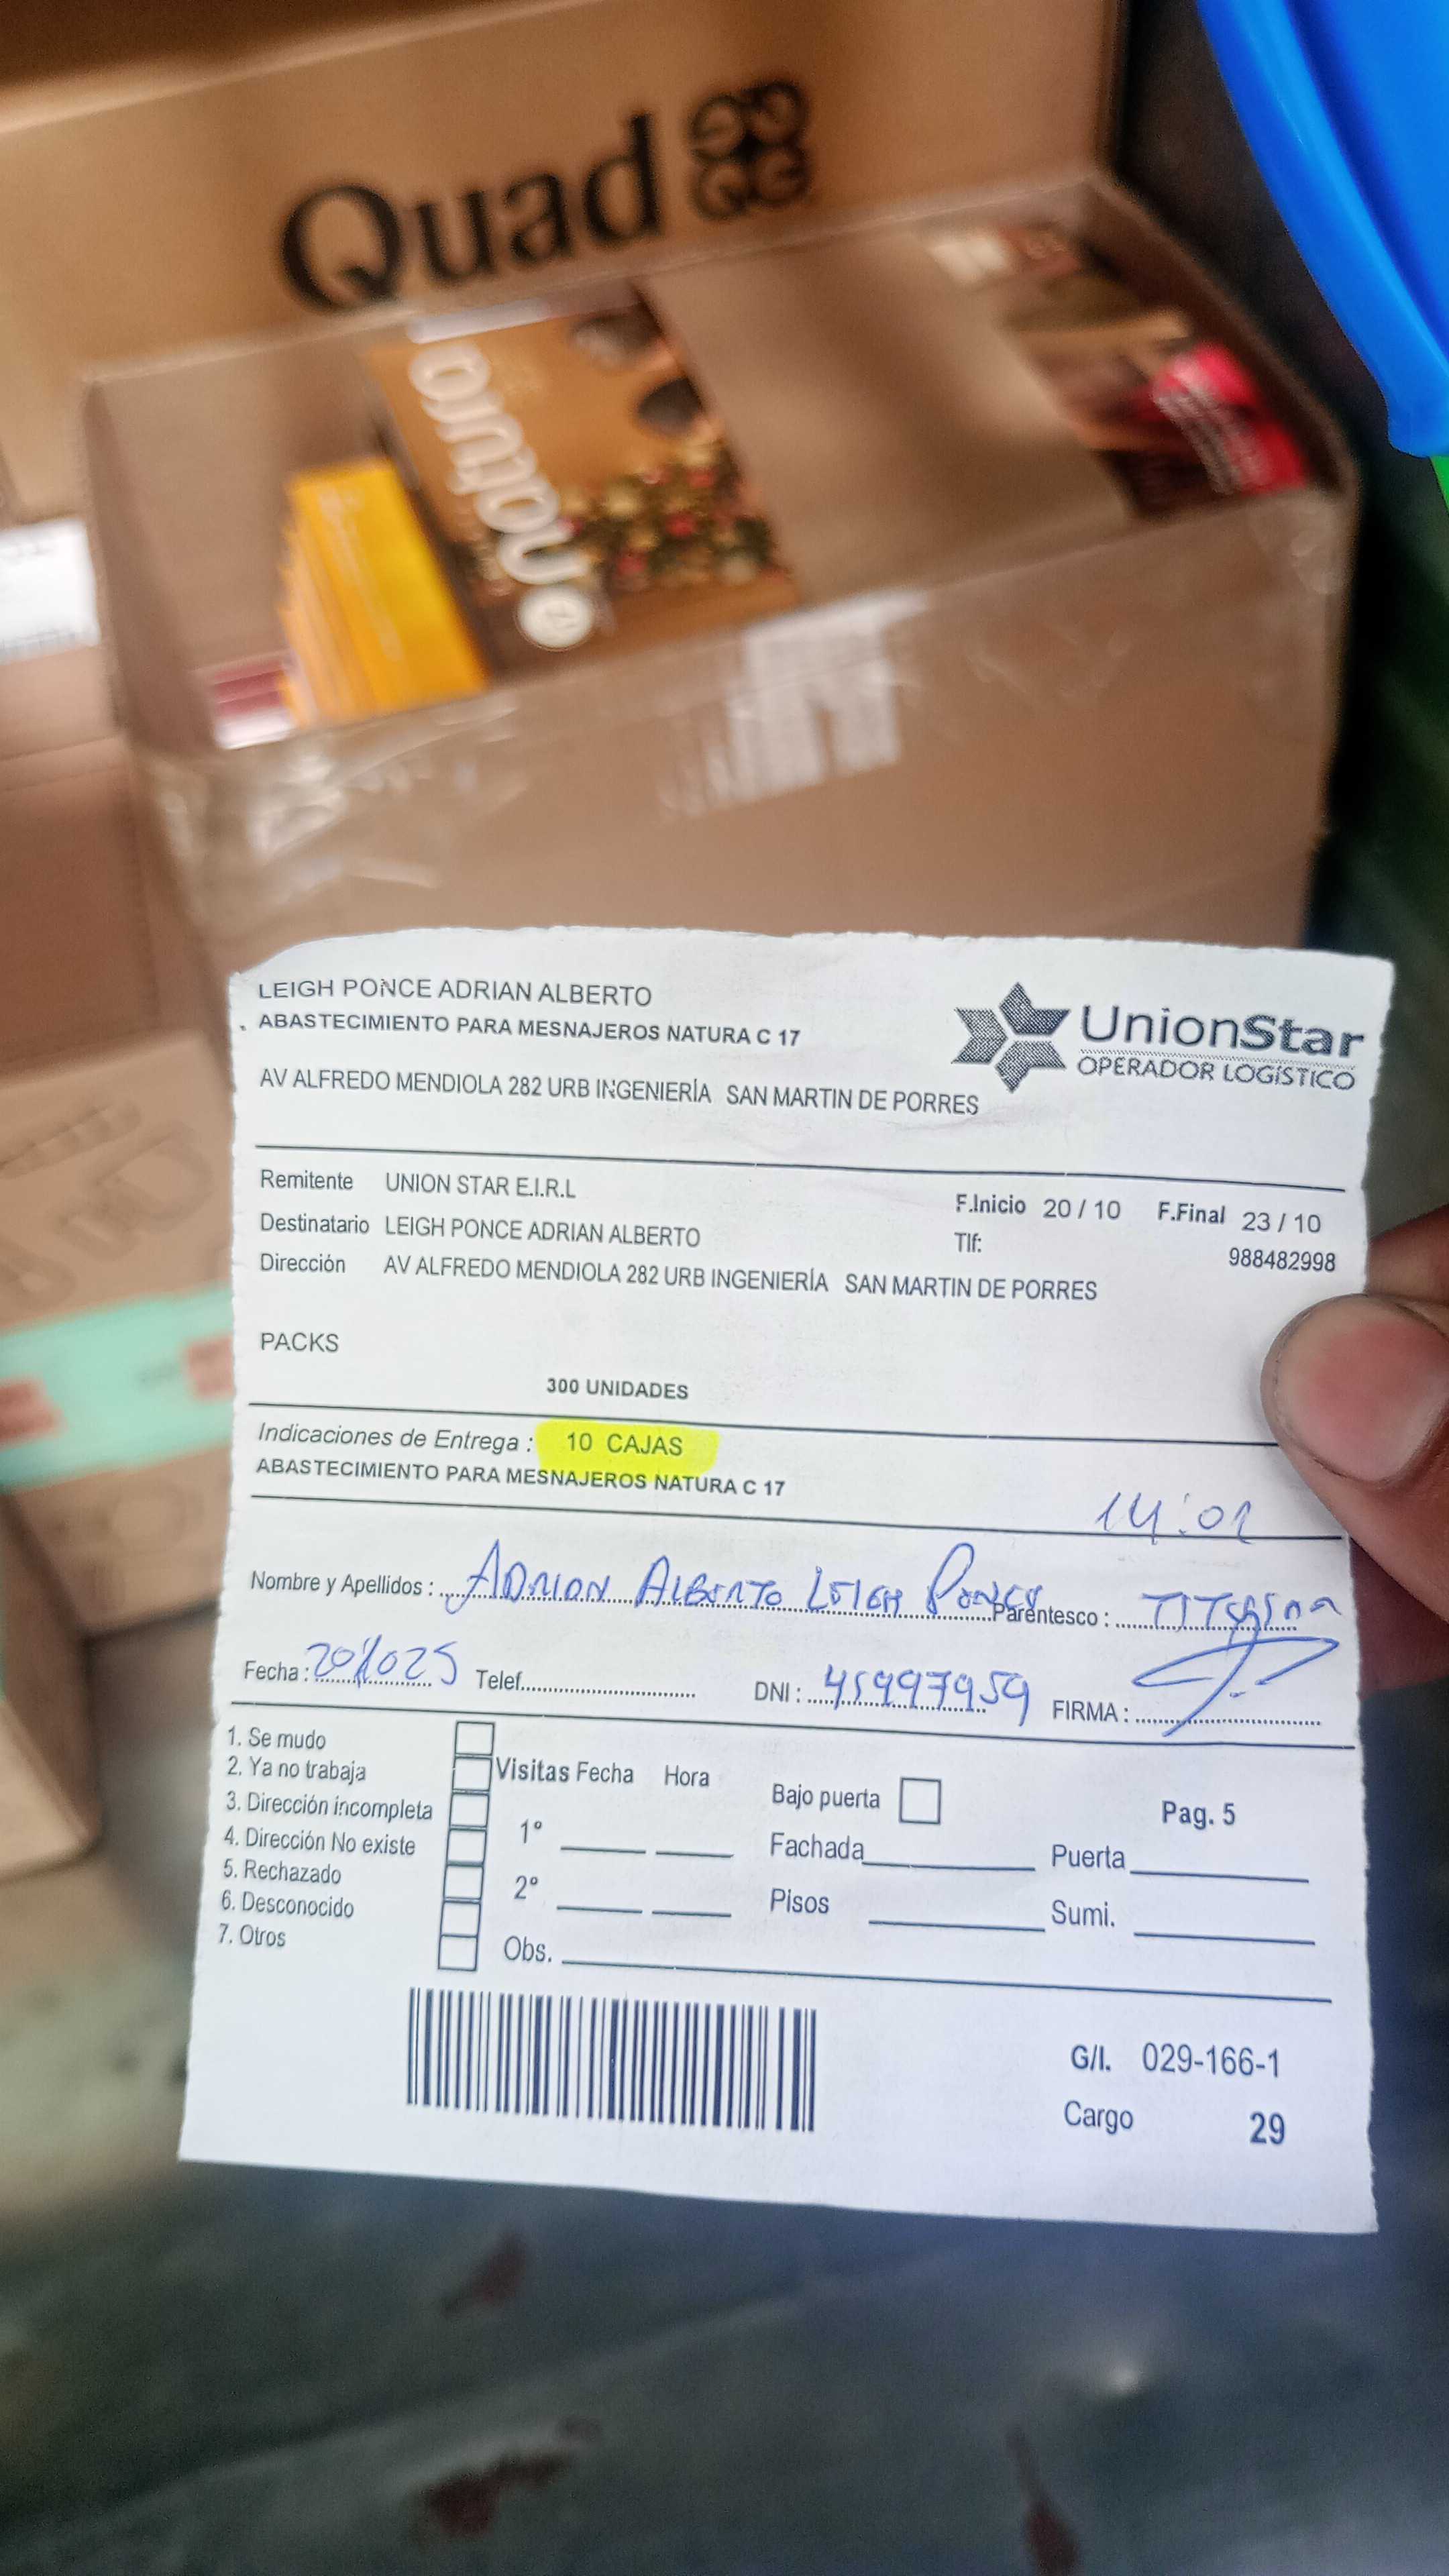 Quad
natura
LEIGH PONCE ADRIAN ALBERTO
ABASTECIMIENTO PARA MESNAJEROS NATURA C 17
AV ALFREDO MENDIOLA 282 URB INGENIERÍA SAN MARTIN DE PORRES
UnionStar
OPERADOR LOGÍSTICO
Remitente UNION STAR E.I.R.L
F.Inicio 20 / 10 F.Final 23 / 10
Destinatario LEIGH PONCE ADRIAN ALBERTO
Tlf: 988482998
Dirección AV ALFREDO MENDIOLA 282 URB INGENIERÍA SAN MARTIN DE PORRES
PACKS
300 UNIDADES
Indicaciones de Entrega : 10 CAJAS
ABASTECIMIENTO PARA MESNAJEROS NATURA C 17
14:01
Nombre y Apellidos : ADRIAN ALBERTO LEIGH PONCE Parentesco :
Fecha : Telef. DNI : 45997959 FIRMA :
1. Se mudo
2. Ya no trabaja
3. Dirección incompleta
4. Dirección No existe
5. Rechazado
6. Desconocido
7. Otros
Visitas Fecha Hora
1°
2°
Obs.
Bajo puerta
Fachada
Pisos
Pag. 5
Puerta
Sumi.
G/I. 029-166-1
Cargo 29